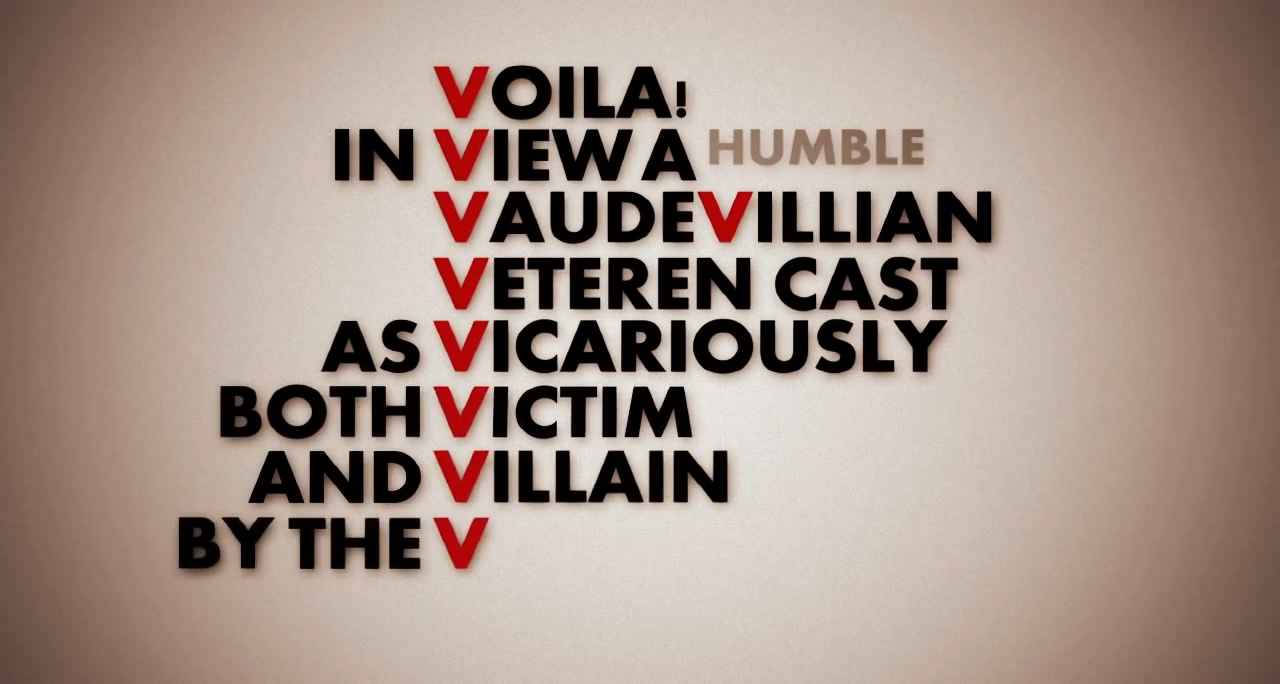 VOILA!
IN VIEW A HUMBLE
VAUDEVILLIAN
VETEREN CAST
AS VICARIOUSLY
BOTH VICTIM
AND VILLAIN
BY THE V